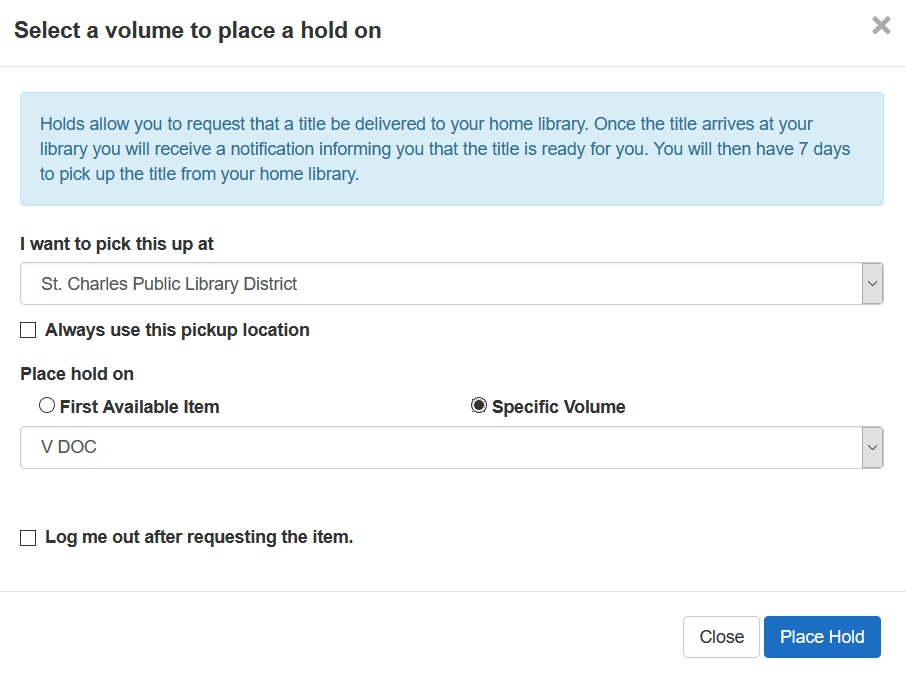 Select a volume to place a hold on
Holds allow you to request that a title be delivered to your home library. Once the title arrives at your
library you will receive a notification informing you that the title is ready for you. You will then have 7 days
to pick up the title from your home library.
I want to pick this up at
St. Charles Public Library District
Always use this pickup location
Place hold on
First Available Item Specific Volume
V DOC
Log me out after requesting the item.
Close Place Hold